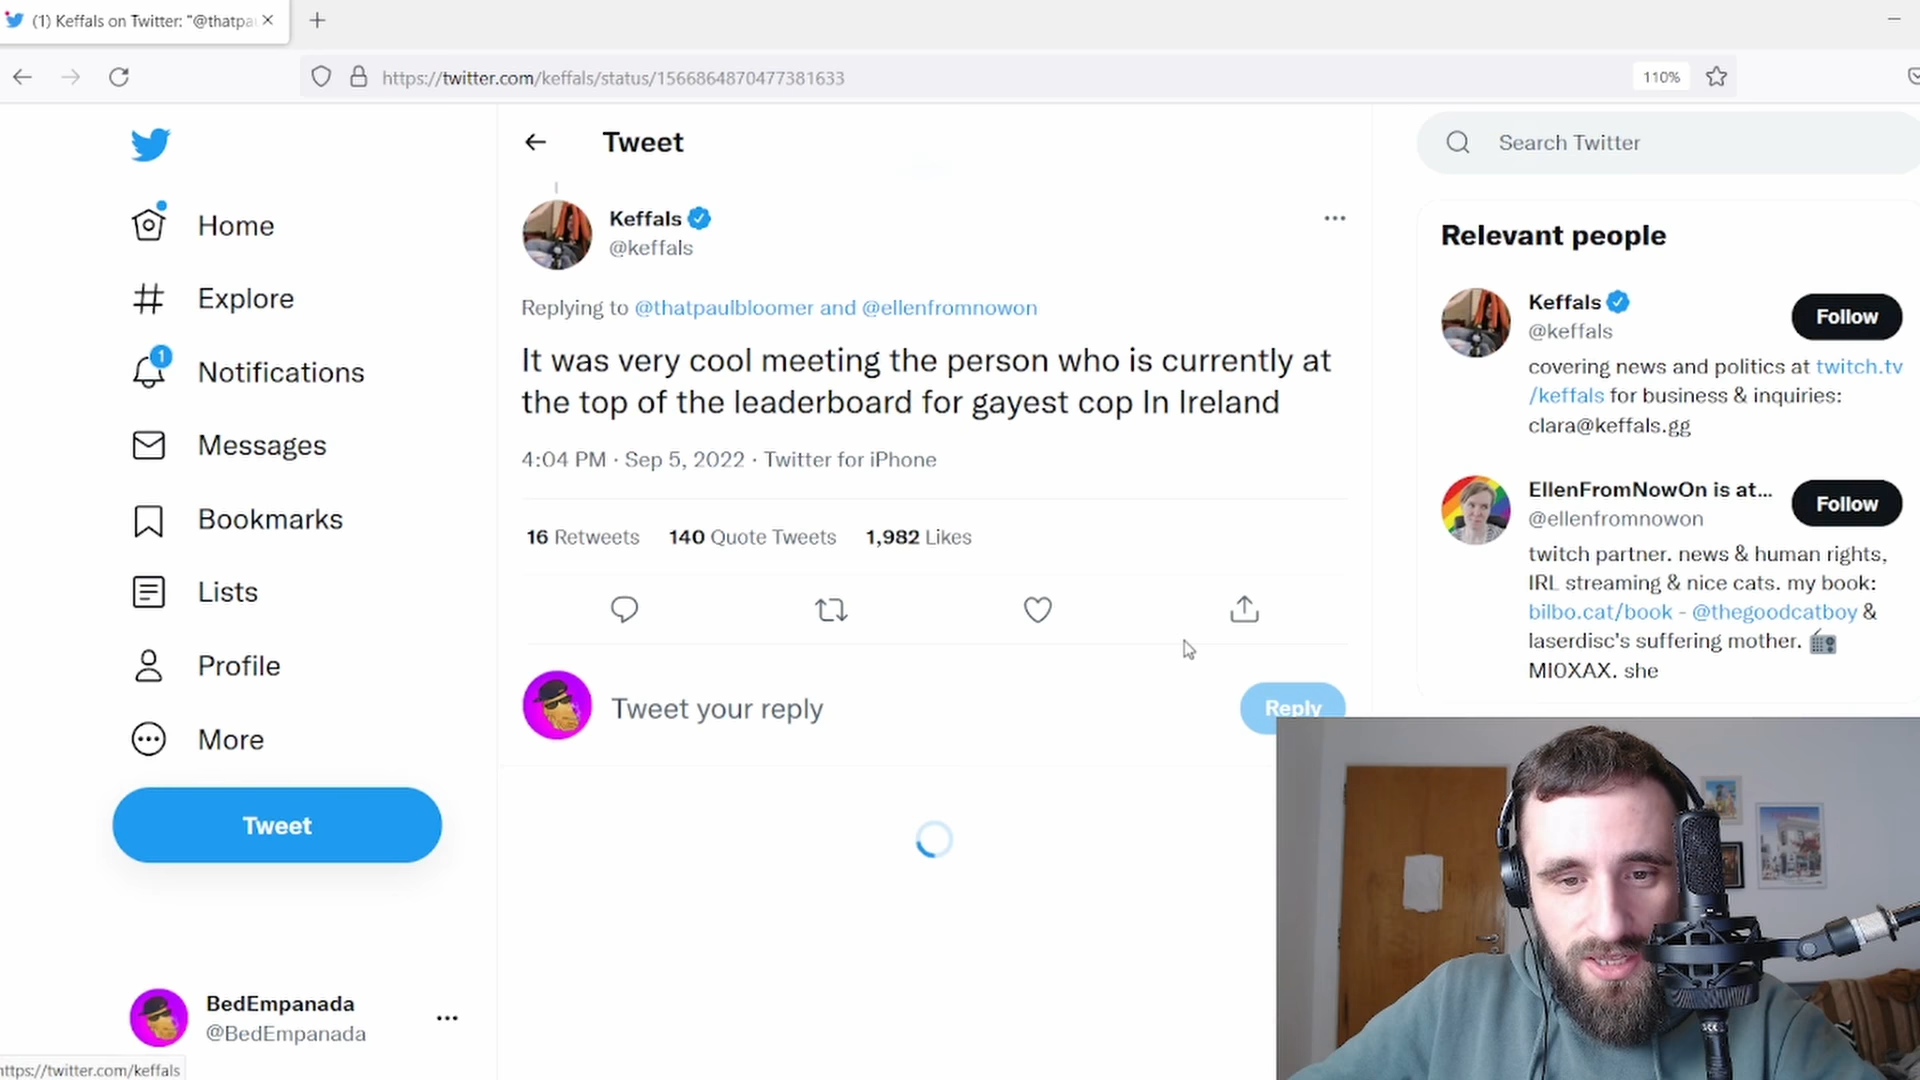 (1) Keffals on Twitter: "@thatpa
https://twitter.com/keffals/status/1566864870477381633
110%
Home
Explore
1
Notifications
Messages
Bookmarks
Lists
Profile
More
Tweet
BedEmpanada
@BedEmpanada
https://twitter.com/keffals
Tweet
Keffals
@keffals
Replying to @thatpaulbloomer and @ellenfromnowon
It was very cool meeting the person who is currently at
the top of the leaderboard for gayest cop In Ireland
4:04 PM · Sep 5, 2022 · Twitter for iPhone
16 Retweets 140 Quote Tweets 1,982 Likes
Tweet your reply
Reply
Search Twitter
Relevant people
Keffals
@keffals
Follow
covering news and politics at twitch.tv
/keffals for business & inquiries:
clara@keffals.gg
EllenFromNowOn is at...
@ellenfromnowon
Follow
twitch partner. news & human rights,
IRL streaming & nice cats. my book:
bilbo.cat/book - @thegoodcatboy &
laserdisc's suffering mother.
MI0XAX. she